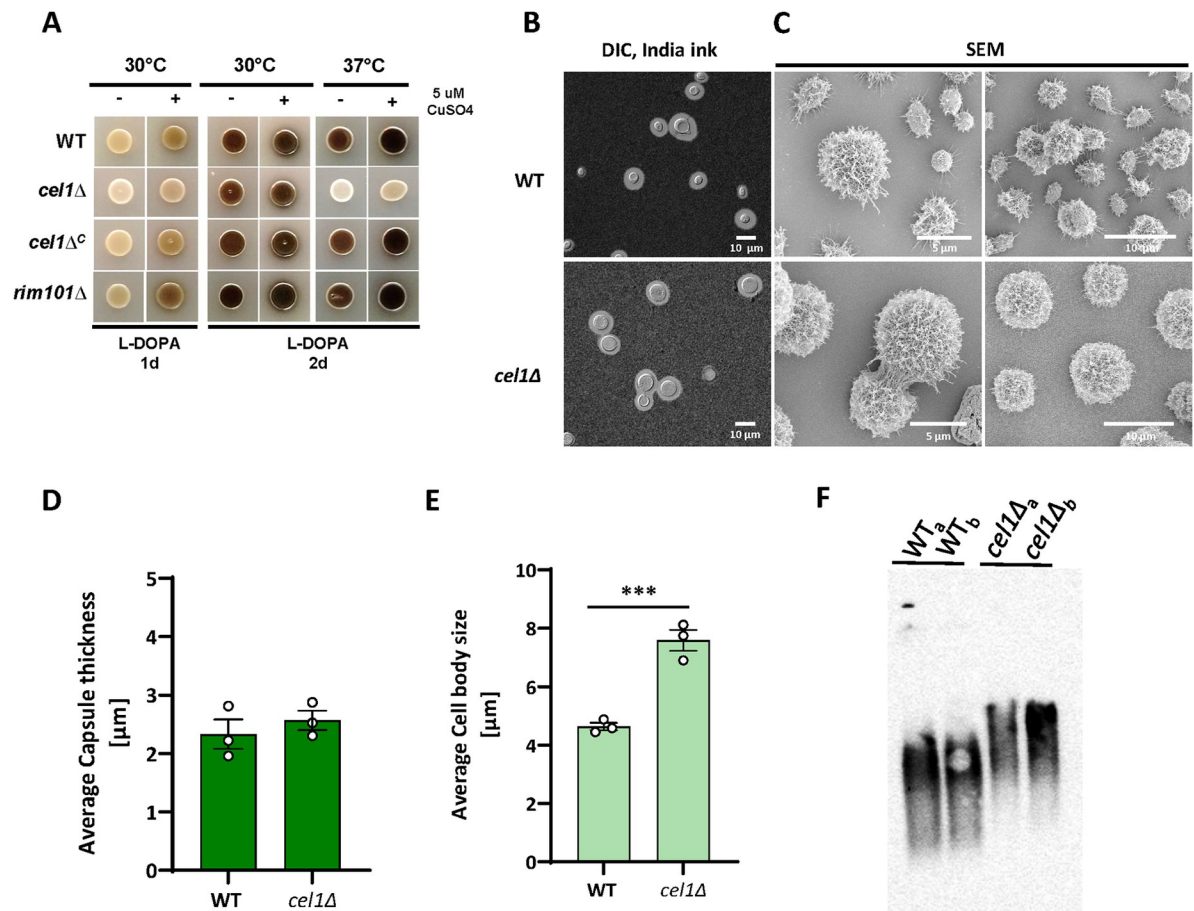 A
30°C 30°C 37°C
- + - + - + 5 uM
CuSO4
WT
cel1Δ
cel1Δᶜ
rim101Δ
L-DOPA
1d
L-DOPA
2d
B
DIC, India ink
WT
10 µm
cel1Δ
10 µm
C
SEM
5 µm
10 µm
5 µm
10 µm
D
Average Capsule thickness
[µm]
5
4
3
2
1
0
WT cel1Δ
E
Average Cell body size
[µm]
10
8
6
4
2
0
***
WT cel1Δ
F
WTa WTb cel1Δa cel1Δb